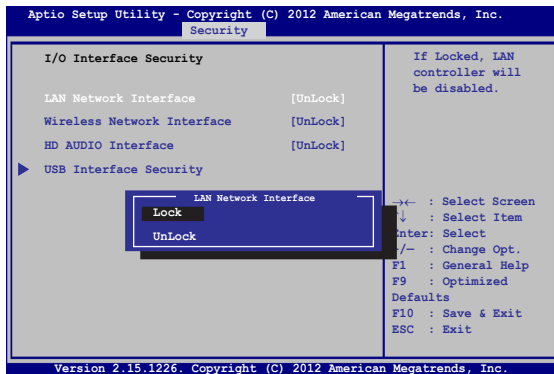 Aptio Setup Utility - Copyright (C) 2012 American Megatrends, Inc.
Security
I/O Interface Security
LAN Network Interface [UnLock]
Wireless Network Interface [UnLock]
HD AUDIO Interface [UnLock]
USB Interface Security
LAN Network Interface
Lock
UnLock
If Locked, LAN
controller will
be disabled.
→← : Select Screen
↓ : Select Item
Enter: Select
/— : Change Opt.
F1 : General Help
F9 : Optimized
Defaults
F10 : Save & Exit
ESC : Exit
Version 2.15.1226. Copyright (C) 2012 American Megatrends, Inc.